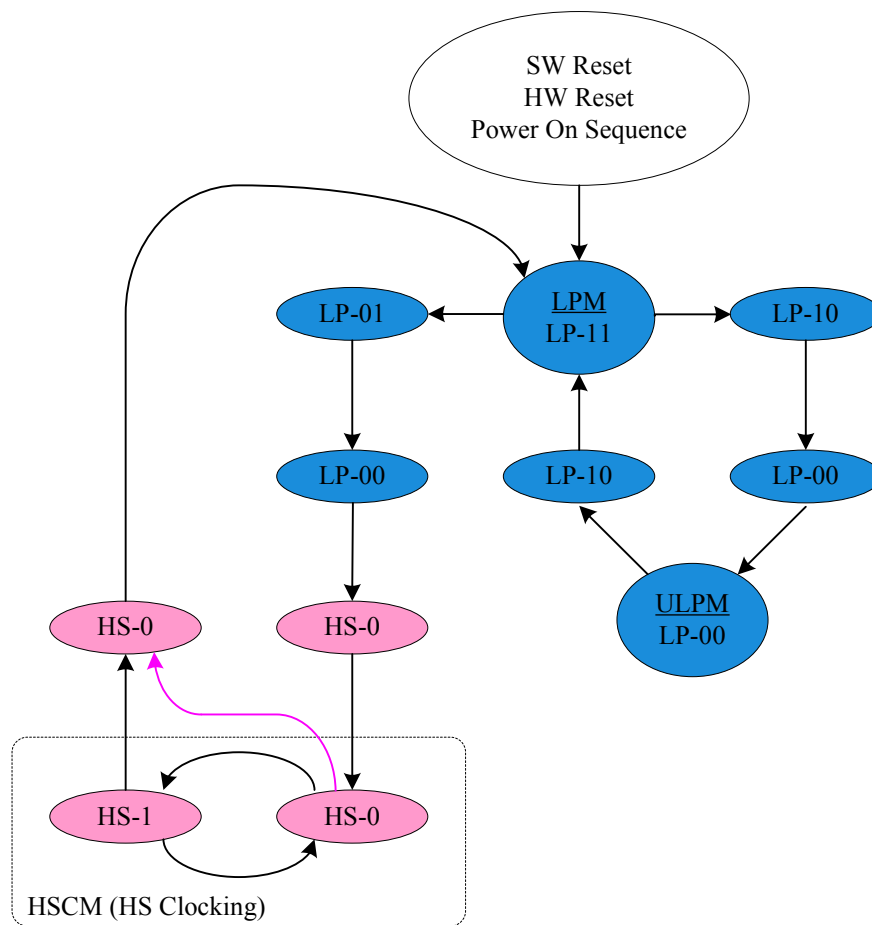 SW Reset
HW Reset
Power On Sequence
LP-01
LPM
LP-11
LP-10
LP-00
LP-10
LP-00
HS-0
HS-0
ULPM
LP-00
HS-1
HS-0
HSCM (HS Clocking)